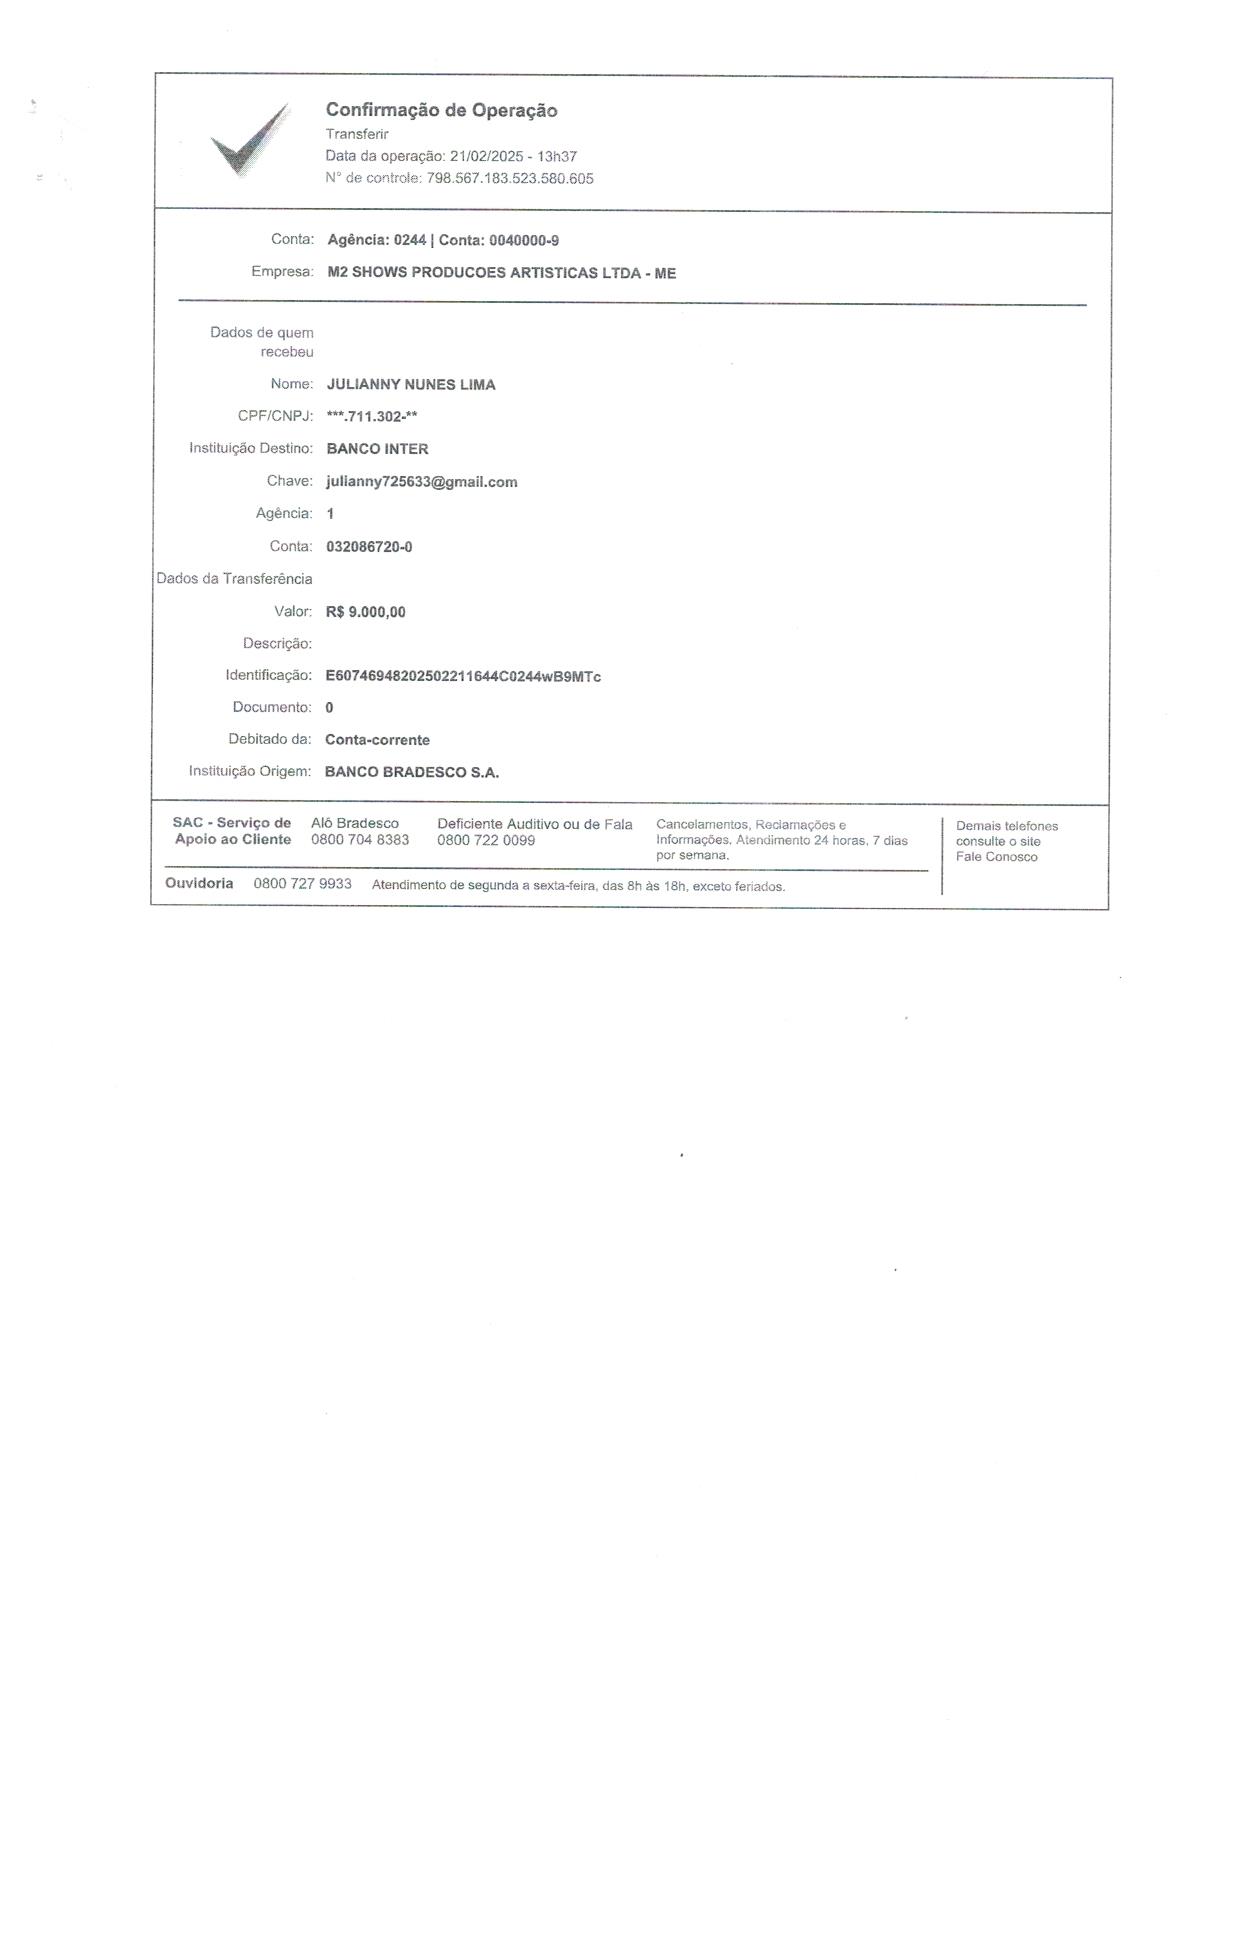 Confirmação de Operação
Transferir
Data da operação: 21/02/2025 - 13h37
N° de controle: 798.567.183.523.580.605
Conta: Agência: 0244 | Conta: 0040000-9
Empresa: M2 SHOWS PRODUCOES ARTISTICAS LTDA - ME
Dados de quem
recebeu
Nome: JULIANNY NUNES LIMA
CPF/CNPJ: ***.711.302-**
Instituição Destino: BANCO INTER
Chave: julianny725633@gmail.com
Agência: 1
Conta: 032086720-0
Dados da Transferência
Valor: R$ 9.000,00
Descrição:
Identificação: E60746948202502211644C0244wB9MTc
Documento: 0
Debitado da: Conta-corrente
Instituição Origem: BANCO BRADESCO S.A.
SAC - Serviço de
Apoio ao Cliente
Alô Bradesco
0800 704 8383
Deficiente Auditivo ou de Fala
0800 722 0099
Cancelamentos, Reclamações e
Informações. Atendimento 24 horas, 7 dias
por semana.
Demais telefones
consulte o site
Fale Conosco
Ouvidoria 0800 727 9933 Atendimento de segunda a sexta-feira, das 8h às 18h, exceto feriados.